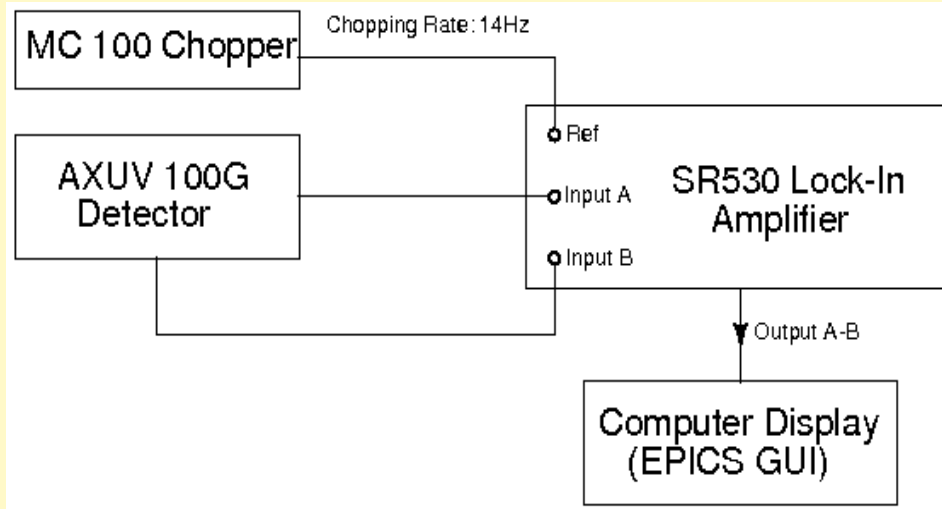 Chopping Rate: 14Hz
MC 100 Chopper
Ref
AXUV 100G
Detector
Input A
SR530 Lock-In
Amplifier
Input B
Output A-B
Computer Display
(EPICS GUI)